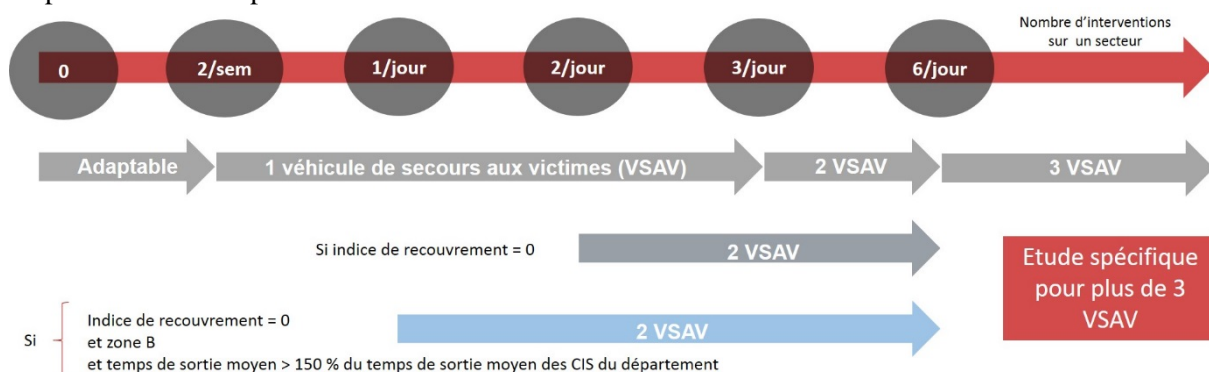 Nombre d'interventions
sur un secteur
0
2/sem
1/jour
2/jour
3/jour
6/jour
Adaptable
1 véhicule de secours aux victimes (VSAV)
2 VSAV
3 VSAV
Si indice de recouvrement = 0
2 VSAV
Etude spécifique
pour plus de 3
VSAV
Si
Indice de recouvrement = 0
et zone B
et temps de sortie moyen > 150 % du temps de sortie moyen des CIS du département
2 VSAV